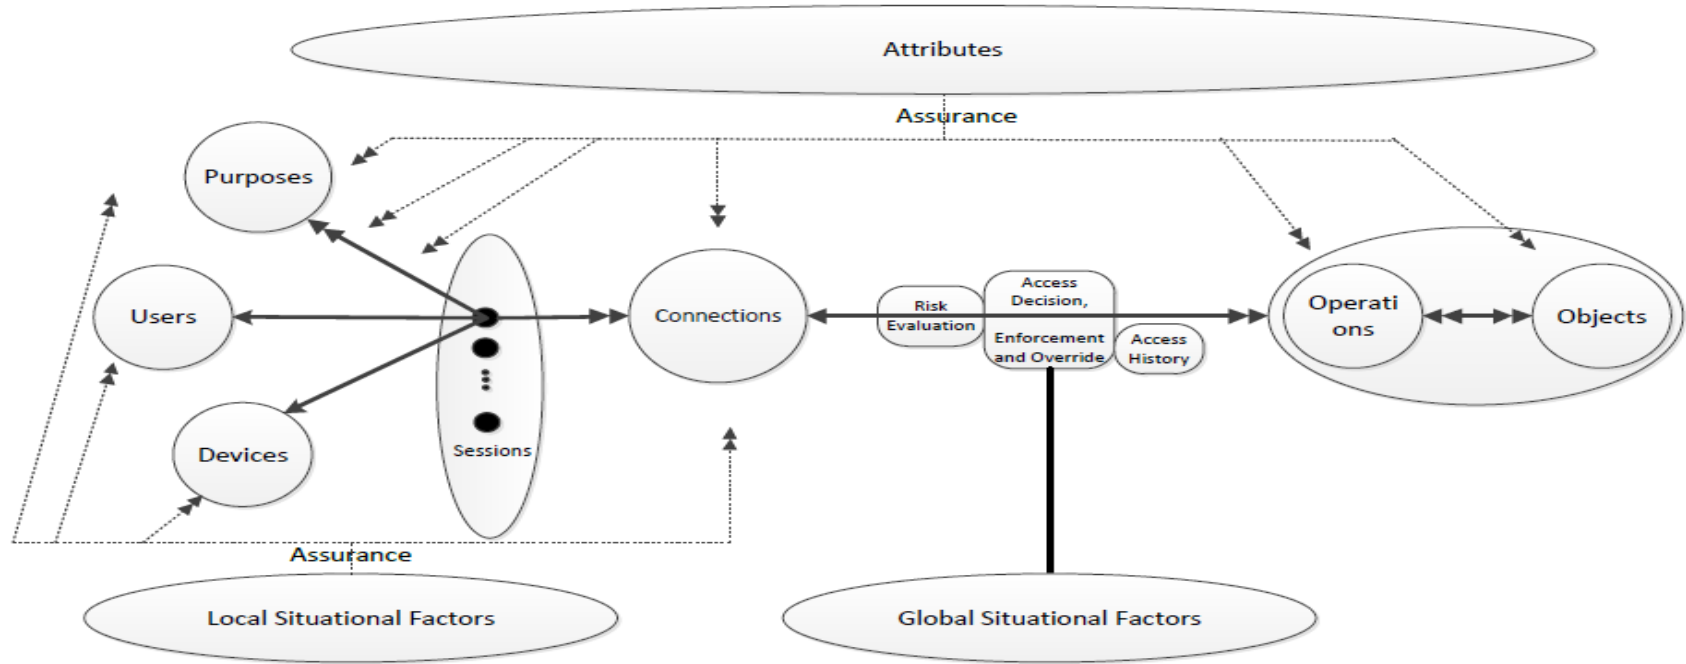 Attributes
Assurance
Purposes
Users
Devices
Sessions
Connections
Risk
Evaluation
Access
Decision,
Enforcement
and Override
Access
History
Operati
ons
Objects
Assurance
Local Situational Factors
Global Situational Factors